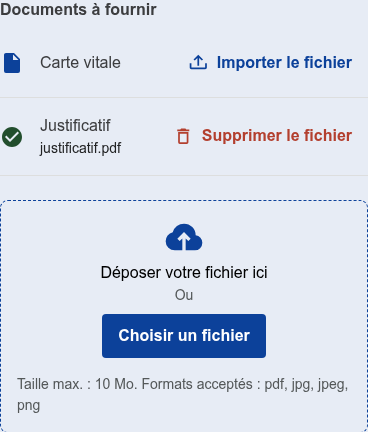 Documents à fournir
Carte vitale
Importer le fichier
Justificatif
justificatif.pdf
Supprimer le fichier
Déposer votre fichier ici
Ou
Choisir un fichier
Taille max. : 10 Mo. Formats acceptés : pdf, jpg, jpeg,
png